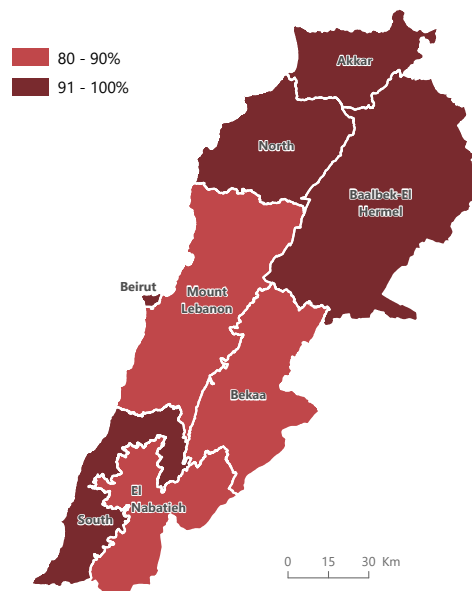 80 - 90%
91 - 100%
Akkar
North
Baalbek-El
Hermel
Beirut
Mount
Lebanon
Bekaa
El
Nabatieh
South
0 15 30 Km